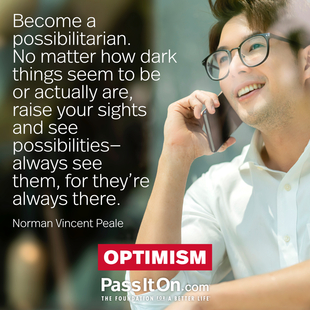 Become a
possibilitarian.
No matter how dark
things seem to be
or actually are,
raise your sights
and see
possibilities–
always see
them, for they're
always there.
Norman Vincent Peale
OPTIMISM
PassItOn.com
THE FOUNDATION FOR A BETTER LIFE